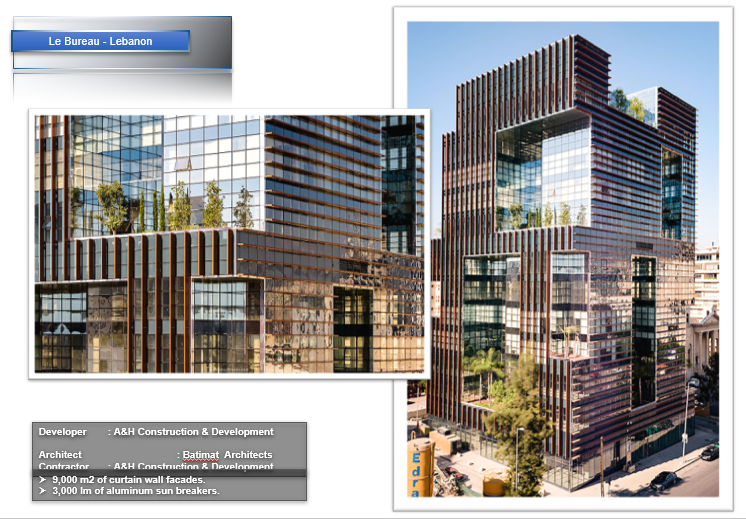 Le Bureau - Lebanon
Developer : A&H Construction & Development
Architect : Batimat Architects
Contractor : A&H Construction & Development
➢ 9,000 m2 of curtain wall facades.
➢ 3,000 lm of aluminum sun breakers.
Edra